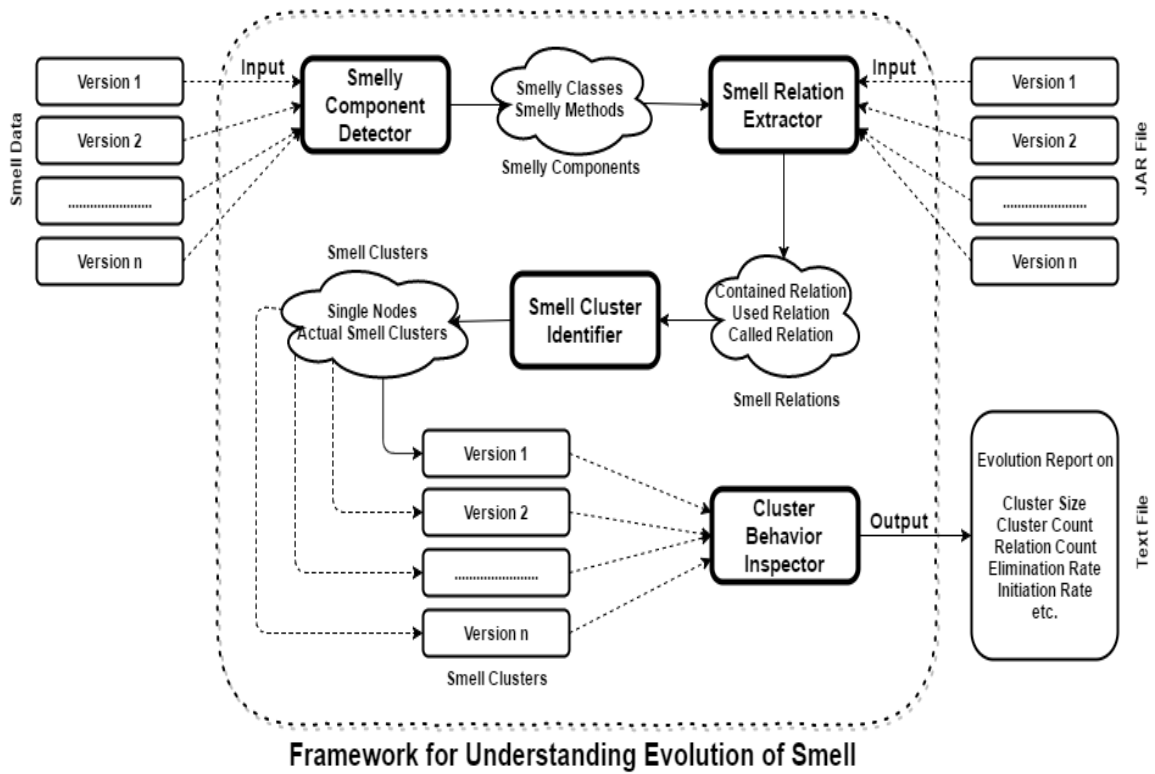 Smell Data
Version 1
Version 2
........................
Version n
Input
Smelly
Component
Detector
Smelly Classes
Smelly Methods
Smelly Components
Smell Relation
Extractor
Input
Version 1
Version 2
........................
Version n
JAR File
Contained Relation
Used Relation
Called Relation
Smell Relations
Smell Cluster
Identifier
Smell Clusters
Single Nodes
Actual Smell Clusters
Version 1
Version 2
........................
Version n
Smell Clusters
Cluster
Behavior
Inspector
Output
Evolution Report on
Cluster Size
Cluster Count
Relation Count
Elimination Rate
Initiation Rate
etc.
Text File
Framework for Understanding Evolution of Smell